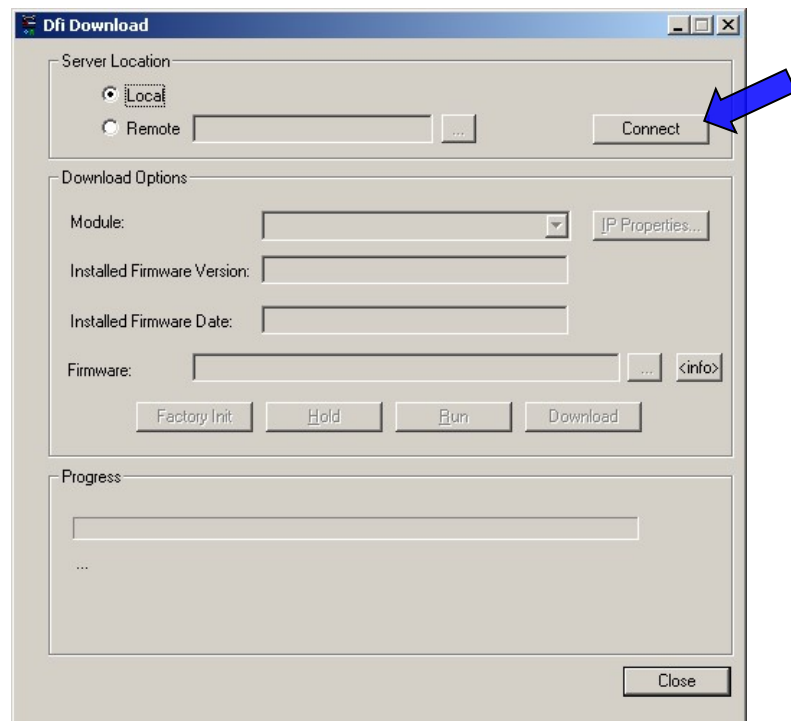 Dfi Download
Server Location
Local
Remote ... Connect
Download Options
Module: IP Properties...
Installed Firmware Version:
Installed Firmware Date:
Firmware: ... <info>
Factory Init Hold Run Download
Progress
...
Close